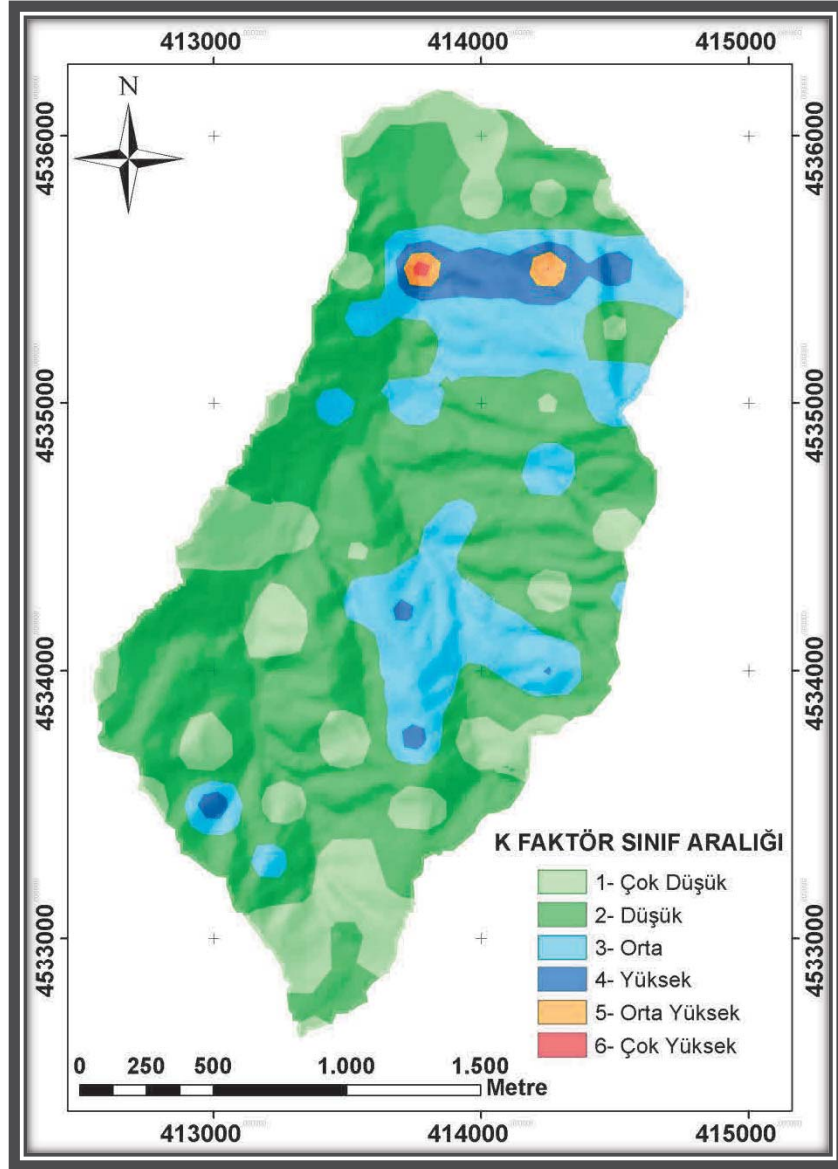 413000 414000 415000
N
4536000 4536000
4535000 4535000
4534000 4534000
4533000 4533000
K FAKTÖR SINIF ARALIĞI
1- Çok Düşük
2- Düşük
3- Orta
4- Yüksek
5- Orta Yüksek
6- Çok Yüksek
0 250 500 1.000 1.500
Metre
413000 414000 415000